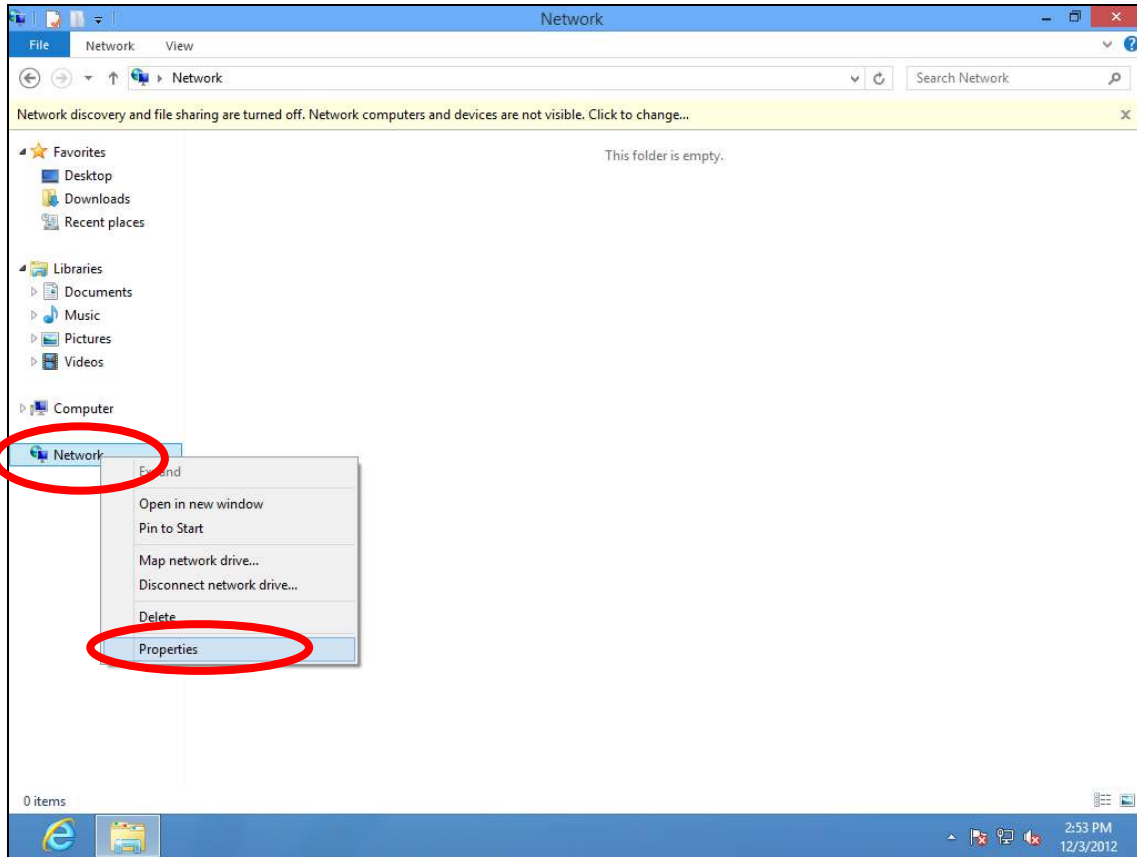 Network
File Network View
Network Search Network
Network discovery and file sharing are turned off. Network computers and devices are not visible. Click to change...
Favorites
This folder is empty.
Desktop
Downloads
Recent places
Libraries
Documents
Music
Pictures
Videos
Computer
Network
Expand
Open in new window
Pin to Start
Map network drive...
Disconnect network drive...
Delete
Properties
0 items
2:53 PM
12/3/2012